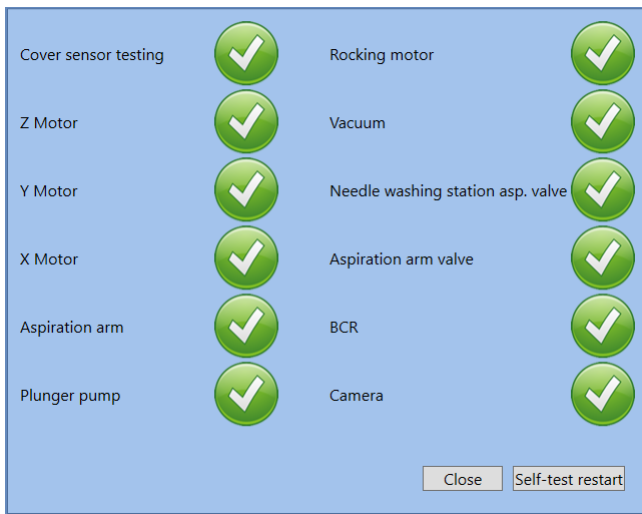 Cover sensor testing
Rocking motor
Z Motor
Vacuum
Y Motor
Needle washing station asp. valve
X Motor
Aspiration arm valve
Aspiration arm
BCR
Plunger pump
Camera
Close
Self-test restart